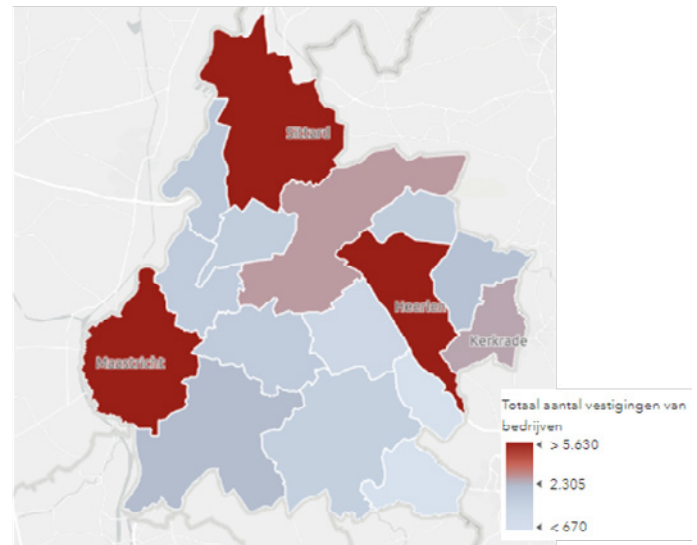 Sittard
Heerlen
Kerkrade
Maastricht
Totaal aantal vestigingen van
bedrijven
> 5.630
2.305
< 670